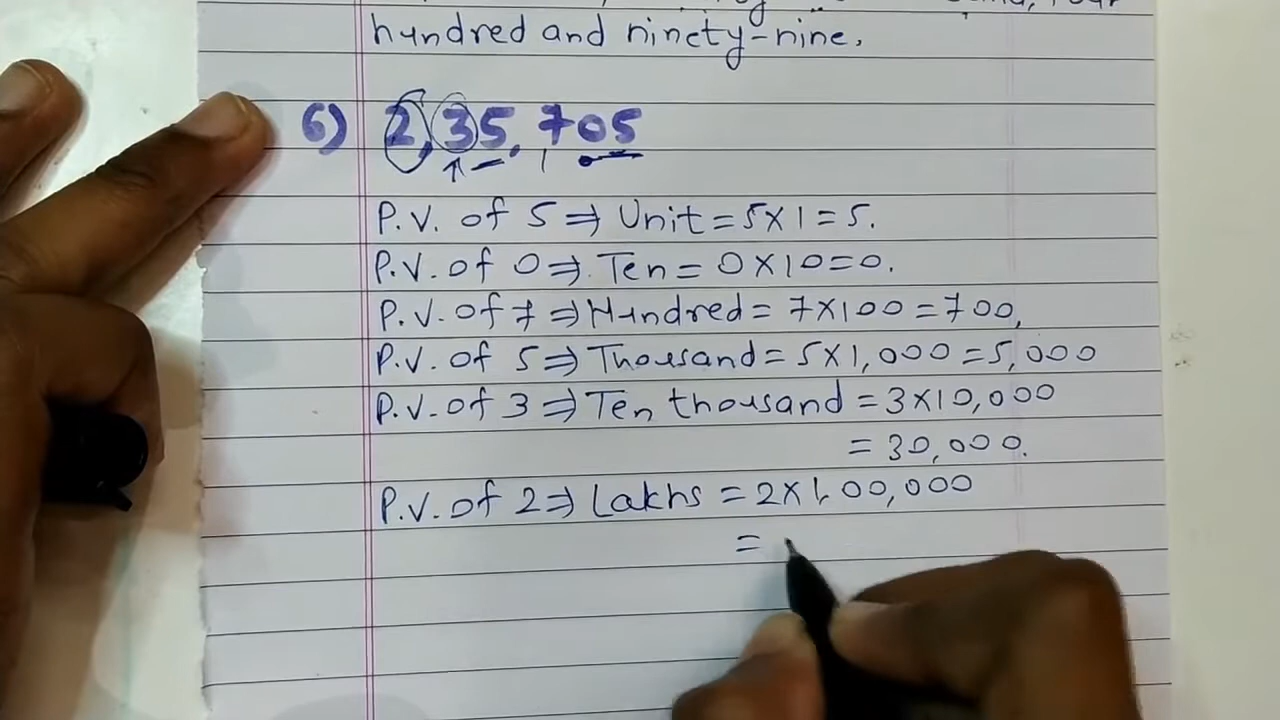 hundred and ninety-nine.
6) 2,35,705
P.V. of 5 ⇒ Unit = 5×1=5.
P.V. of 0 ⇒ Ten = 0×10=0.
P.V. of 7 ⇒ Hundred = 7×100=700,
P.V. of 5 ⇒ Thousand = 5×1,000=5,000
P.V. of 3 ⇒ Ten thousand = 3×10,000
= 30,000.
P.V. of 2 ⇒ Lakhs = 2×1,00,000
=